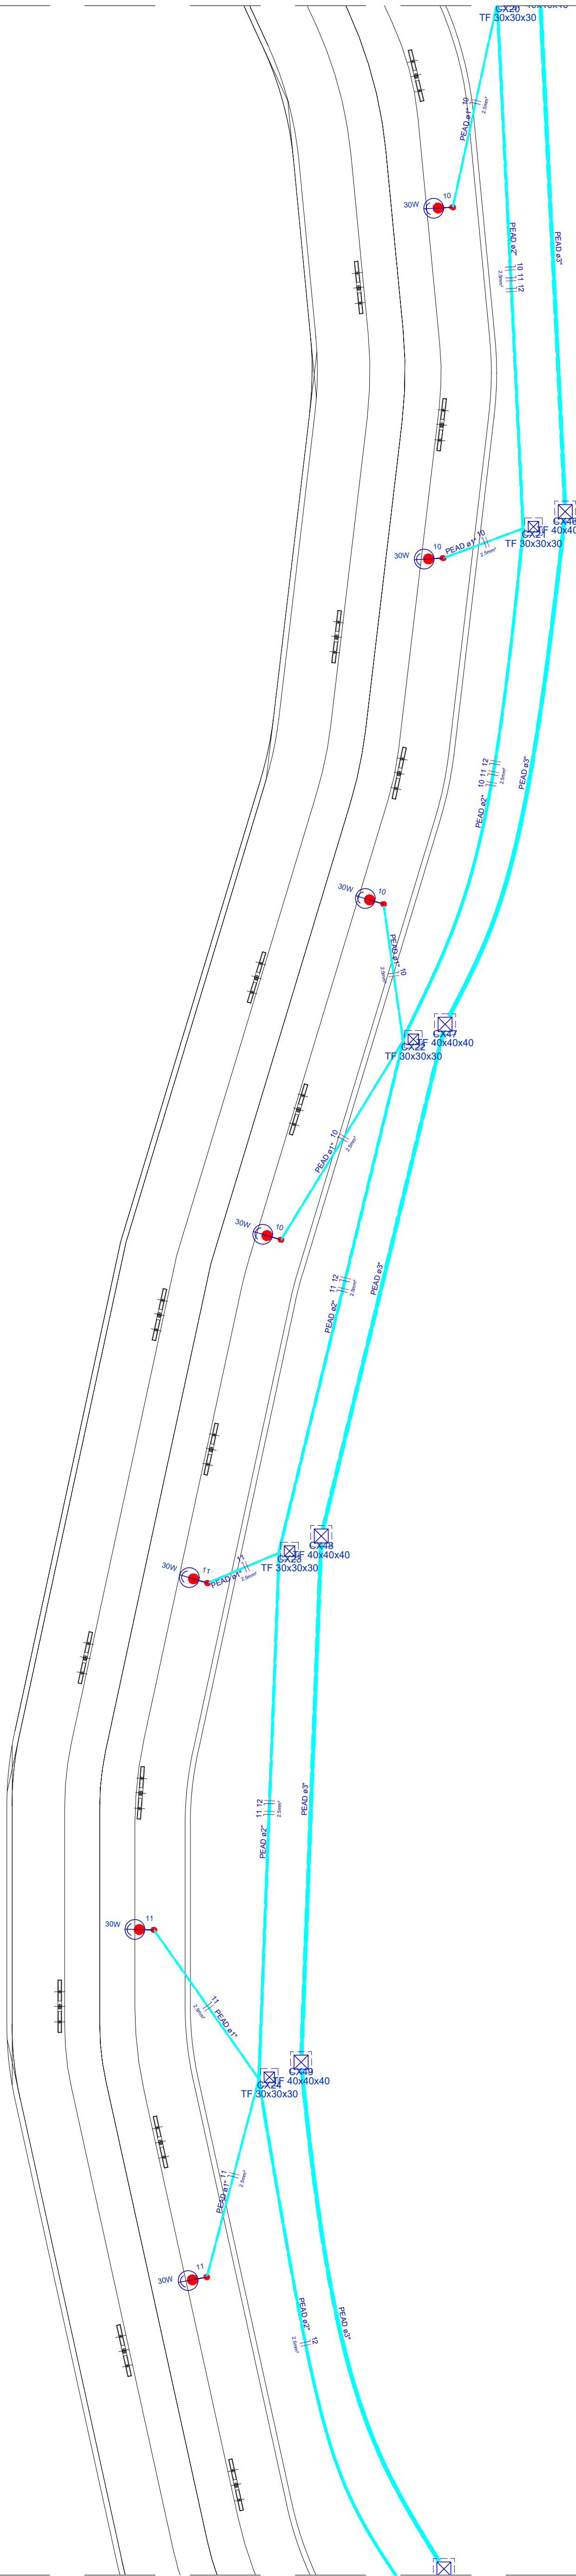 CX20
TF 30x30x30
10
PEAD ø1"
2.5mm²
10
30W
PEAD ø2"
PEAD ø3"
10 11 12
2.5mm²
CX46
TF 40x40
CX21
TF 30x30x30
10
30W
PEAD ø1" 10
2.5mm²
10 11 12
2.5mm²
PEAD ø2"
PEAD ø3"
30W
10
PEAD ø1" 10
2.5mm²
CX47
TF 40x40x40
CX22
TF 30x30x30
PEAD ø1" 10
2.5mm²
30W
10
11 12
2.5mm²
PEAD ø2"
PEAD ø3"
CX48
TF 40x40x40
CX23
TF 30x30x30
30W
11
PEAD ø1" 11
2.5mm²
11 12
2.5mm²
PEAD ø2"
PEAD ø3"
30W
11
11
2.5mm²
PEAD ø1"
CX49
TF 40x40x40
CX24
TF 30x30x30
PEAD ø1" 11
2.5mm²
30W
11
PEAD ø2"
12
2.5mm²
PEAD ø3"